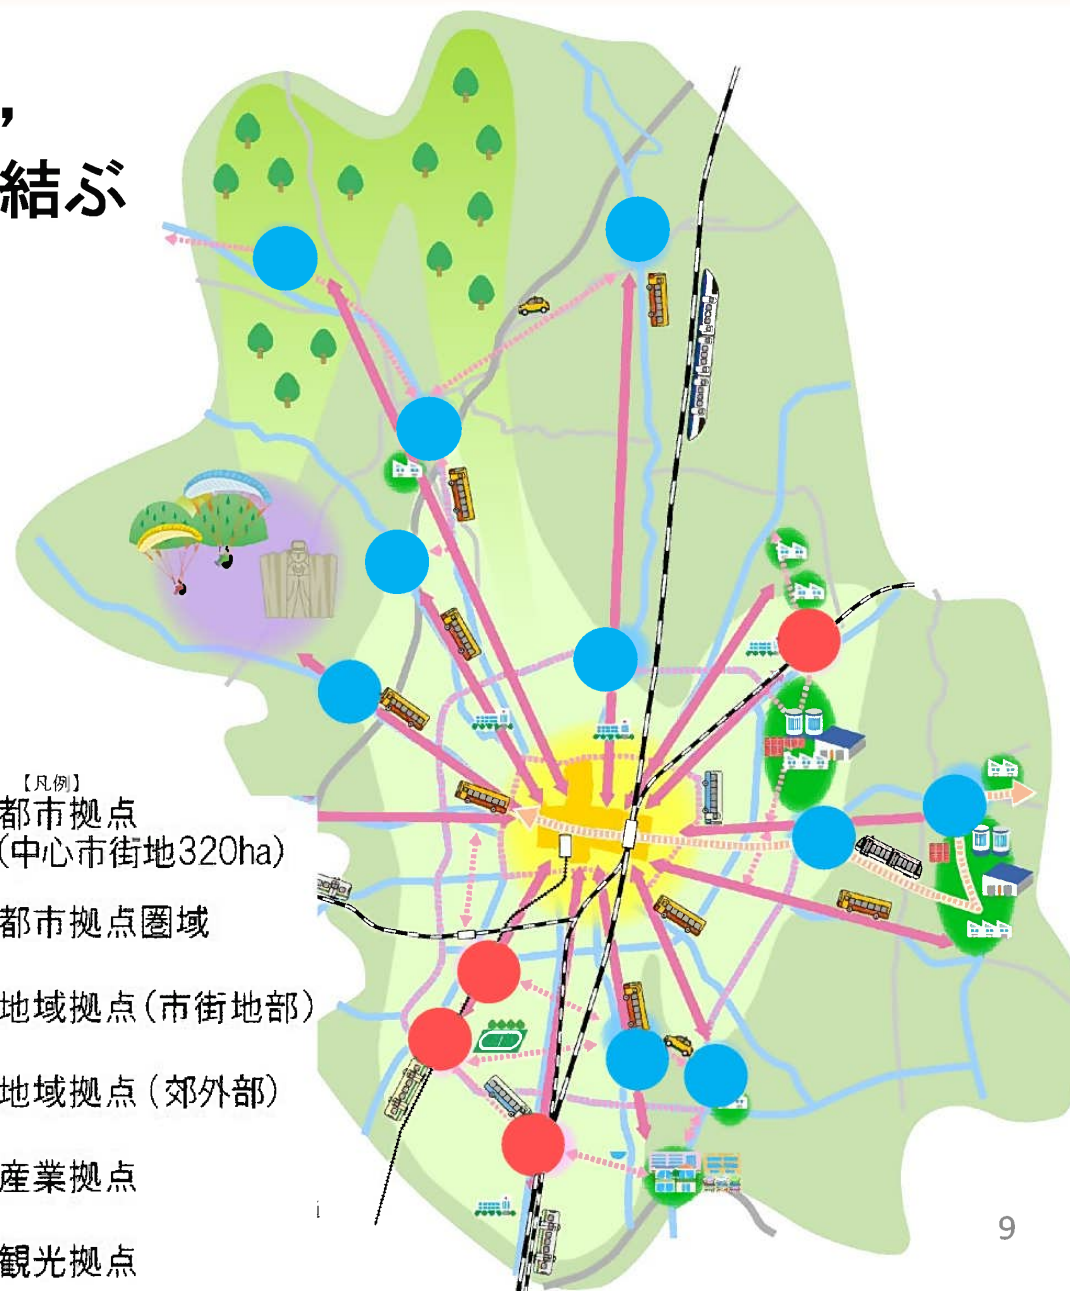 ，
結ぶ
【凡例】
都市拠点
(中心市街地320ha)
都市拠点圏域
地域拠点(市街地部)
地域拠点(郊外部)
産業拠点
観光拠点
i
9